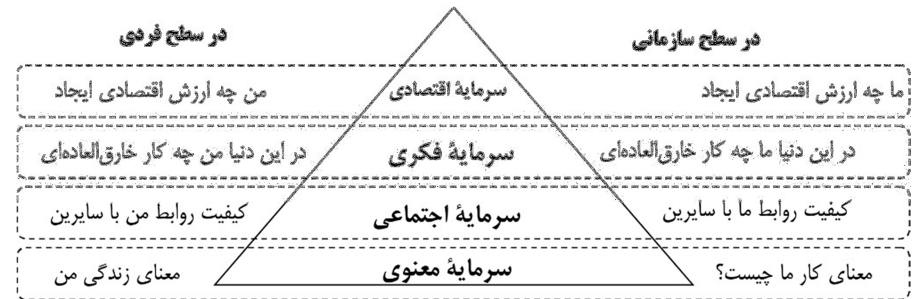 در سطح سازمانی در سطح فردی
ما چه ارزش اقتصادی ایجاد سرمایهٔ اقتصادی من چه ارزش اقتصادی ایجاد
در این دنیا ما چه کار خارق‌العاده‌ای سرمایهٔ فکری در این دنیا من چه کار خارق‌العاده‌ای
کیفیت روابط ما با سایرین سرمایهٔ اجتماعی کیفیت روابط من با سایرین
معنای کار ما چیست؟ سرمایهٔ معنوی معنای زندگی من